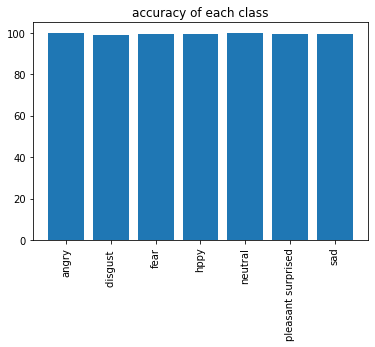 accuracy of each class
100
80
60
40
20
0
angry
disgust
fear
hppy
neutral
pleasant surprised
sad